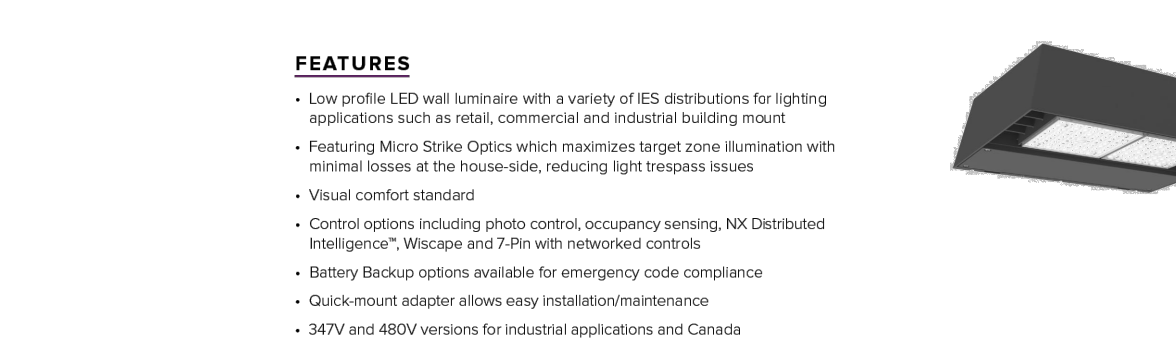 FEATURES
• Low profile LED wall luminaire with a variety of IES distributions for lighting
applications such as retail, commercial and industrial building mount
• Featuring Micro Strike Optics which maximizes target zone illumination with
minimal losses at the house-side, reducing light trespass issues
• Visual comfort standard
• Control options including photo control, occupancy sensing, NX Distributed
Intelligence™, Wiscape and 7-Pin with networked controls
• Battery Backup options available for emergency code compliance
• Quick-mount adapter allows easy installation/maintenance
• 347V and 480V versions for industrial applications and Canada